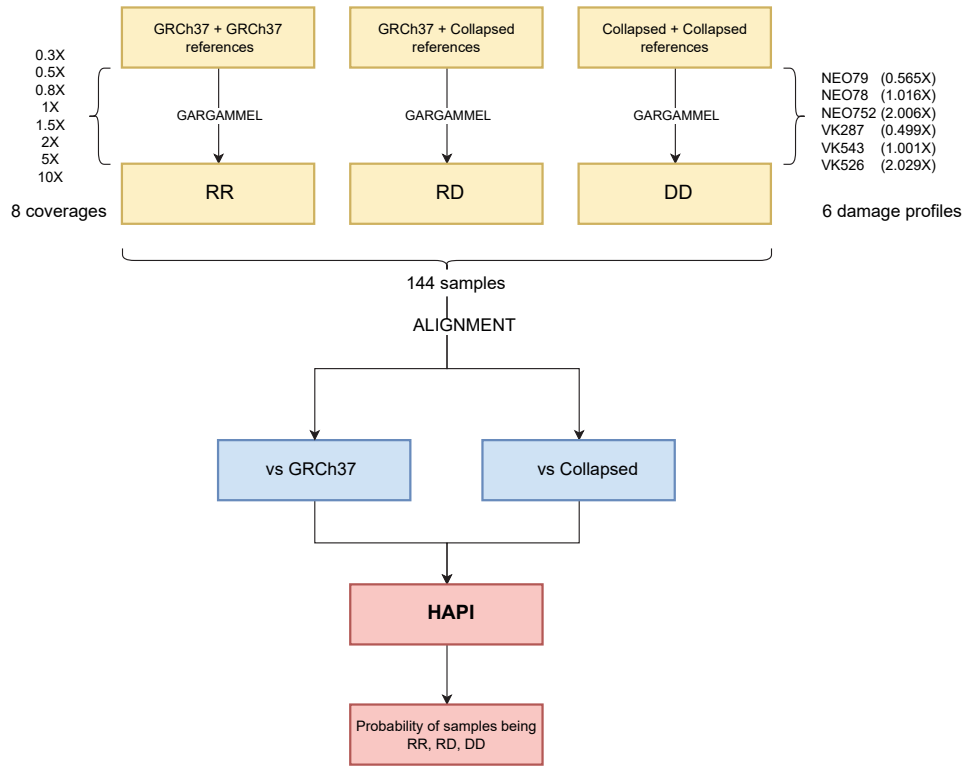 GRCh37 + GRCh37
references
GRCh37 + Collapsed
references
Collapsed + Collapsed
references
0.3X
0.5X
0.8X
1X
1.5X
2X
5X
10X
8 coverages
GARGAMMEL
GARGAMMEL
GARGAMMEL
NEO79 (0.565X)
NEO78 (1.016X)
NEO752 (2.006X)
VK287 (0.499X)
VK543 (1.001X)
VK526 (2.029X)
6 damage profiles
RR
RD
DD
144 samples
ALIGNMENT
vs GRCh37
vs Collapsed
HAPI
Probability of samples being
RR, RD, DD